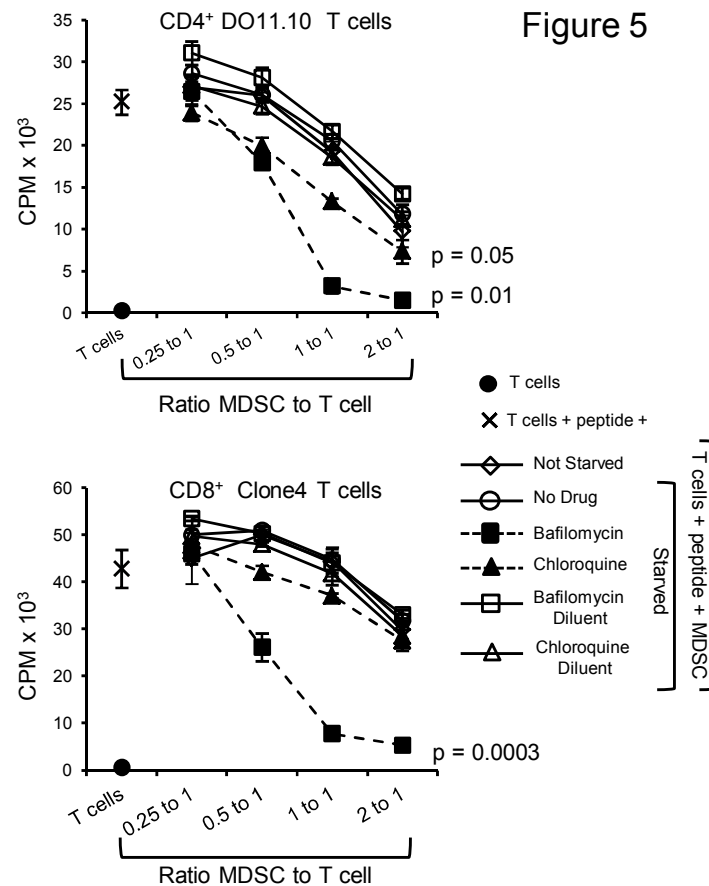 Figure 5
CD4+ DO11.10 T cells
CPM x 10³
35
30
25
20
15
10
5
0
p = 0.05
p = 0.01
T cells
0.25 to 1
0.5 to 1
1 to 1
2 to 1
Ratio MDSC to T cell
T cells
T cells + peptide +
Not Starved
No Drug
Bafilomycin
Chloroquine
Bafilomycin
Diluent
Chloroquine
Diluent
Starved
T cells + peptide + MDSC
CD8+ Clone4 T cells
CPM x 10³
60
50
40
30
20
10
0
p = 0.0003
T cells
0.25 to 1
0.5 to 1
1 to 1
2 to 1
Ratio MDSC to T cell